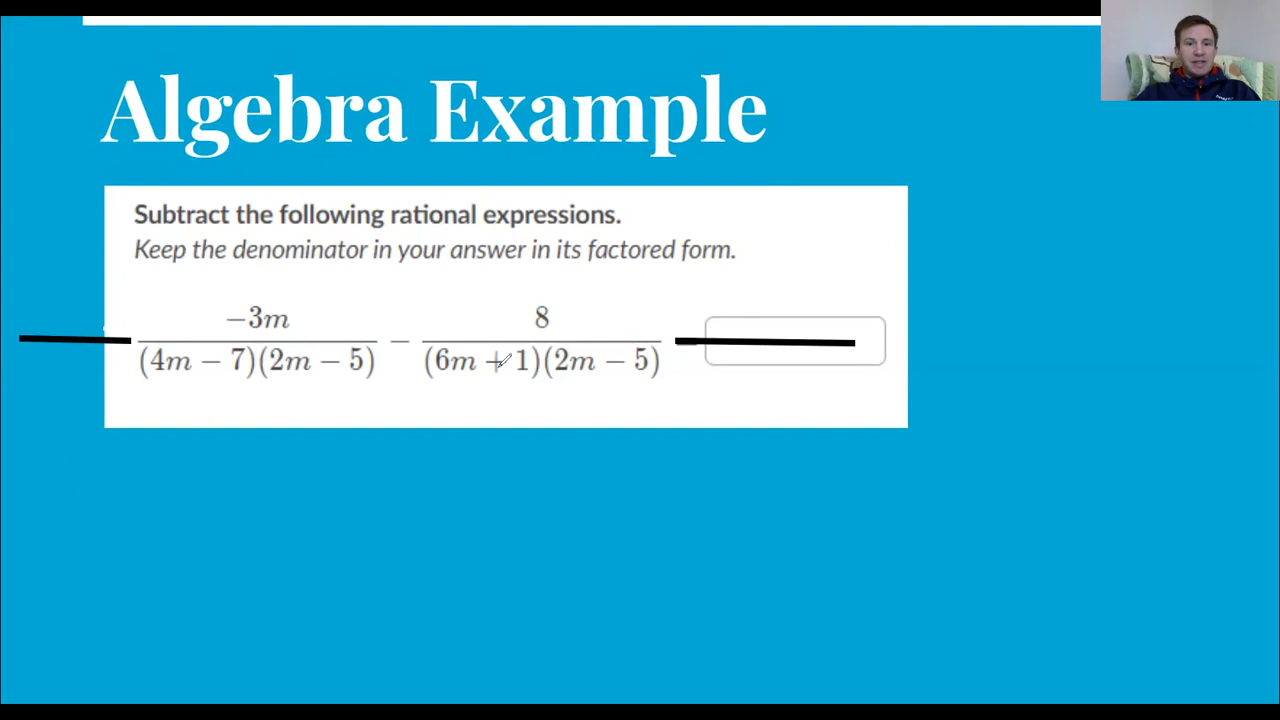 Algebra Example
Subtract the following rational expressions.
Keep the denominator in your answer in its factored form.
−3m / (4m − 7)(2m − 5) − 8 / (6m + 1)(2m − 5)